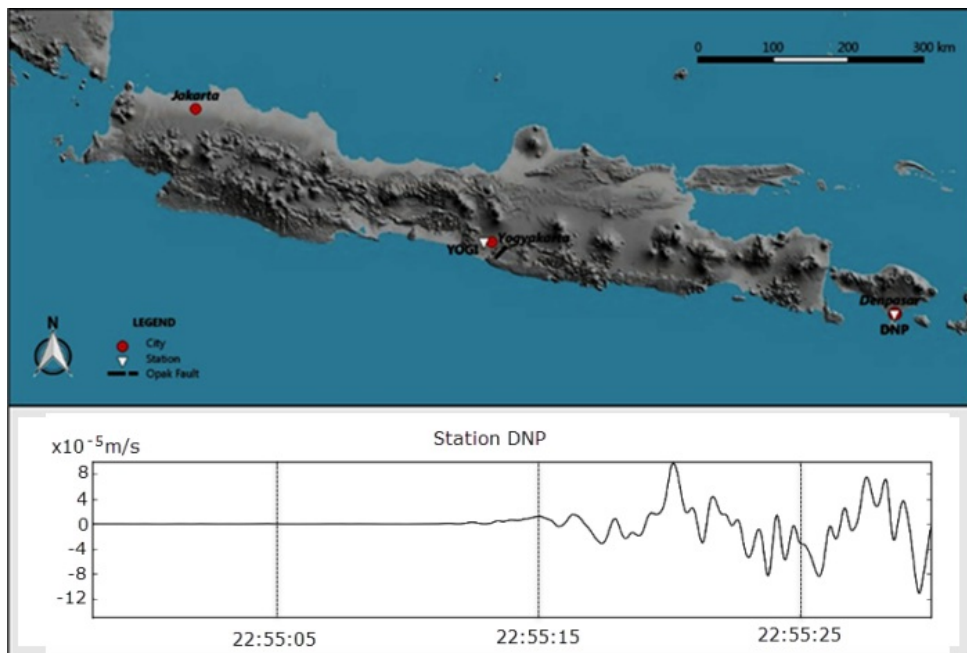 0 100 200 300 km
Jakarta
Yogyakarta
YOGI
Denpasar
DNP
N
LEGEND
City
Station
Opak Fault
x10-5m/s
Station DNP
8
4
0
-4
-8
-12
22:55:05 22:55:15 22:55:25